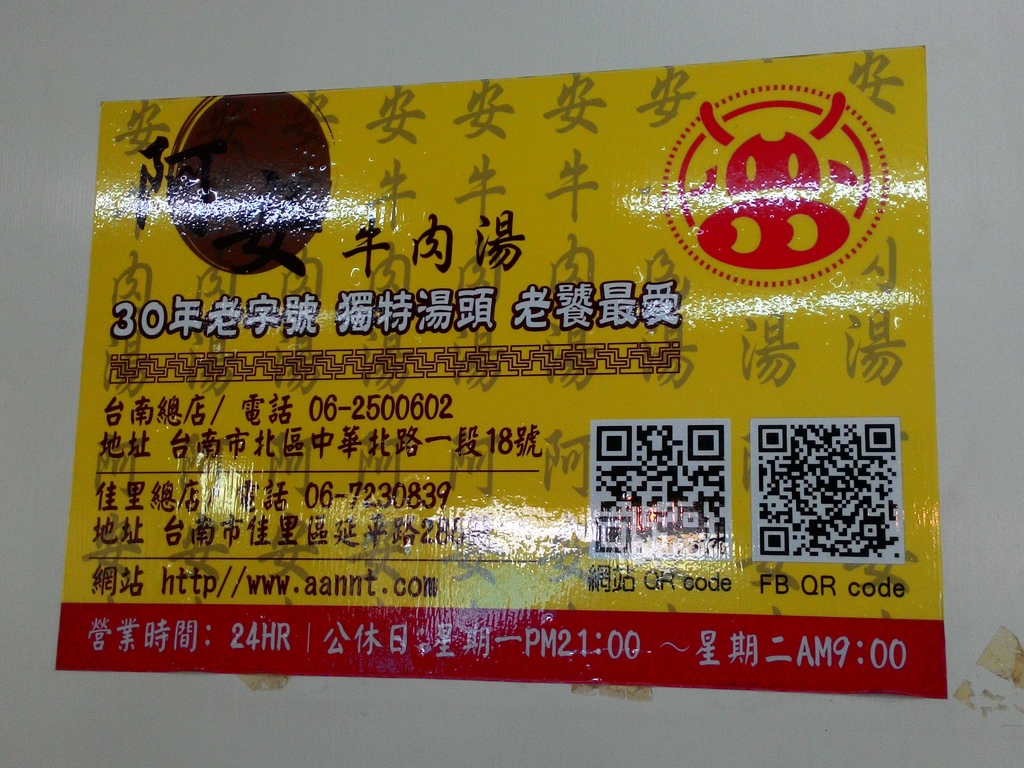 阿安牛肉湯
30年老字號 獨特湯頭 老饕最愛
台南總店/ 電話 06-2500602
地址 台南市北區中華北路一段18號
佳里總店/ 電話 06-7230839
地址 台南市佳里區延平路
網站 http//www.aannt.com
網站 QR code
FB QR code
營業時間: 24HR | 公休日:星期一PM21:00 ～星期二AM9:00